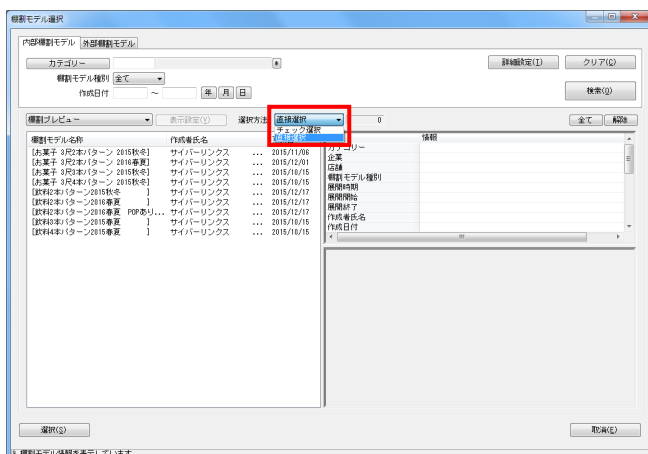 棚割モデル選択
内部棚割モデル 外部棚割モデル
カテゴリー 詳細設定(I) クリア(C)
棚割モデル種別 全て
作成日付 ～ 年 月 日 検索(Q)
棚割プレビュー 表示設定(V) 選択方法 直接選択 0 全て 解除
チェック選択
直接選択
棚割モデル名称 作成者氏名 情報
[お菓子 3尺2本パターン 2015秋冬] サイバーリンクス ... 2015/11/06 カテゴリー
[お菓子 3尺2本パターン 2016春夏] サイバーリンクス ... 2015/12/01 企業
[お菓子 3尺3本パターン 2015秋冬] サイバーリンクス ... 2015/10/15 店舗
[お菓子 3尺4本パターン 2015秋冬] サイバーリンクス ... 2015/10/15 棚割モデル種別
[飲料2本パターン2015秋冬 ] サイバーリンクス ... 2015/12/17 展開時期
[飲料2本パターン2016春夏 ] サイバーリンクス ... 2015/12/17 展開開始
[飲料2本パターン2016春夏 POPあり... サイバーリンクス ... 2015/12/17 展開終了
[飲料3本パターン2015春夏 ] サイバーリンクス ... 2015/10/15 作成者氏名
[飲料4本パターン2015春夏 ] サイバーリンクス ... 2015/10/15 作成日付
選択(S) 取消(E)
棚割モデル情報を表示しています